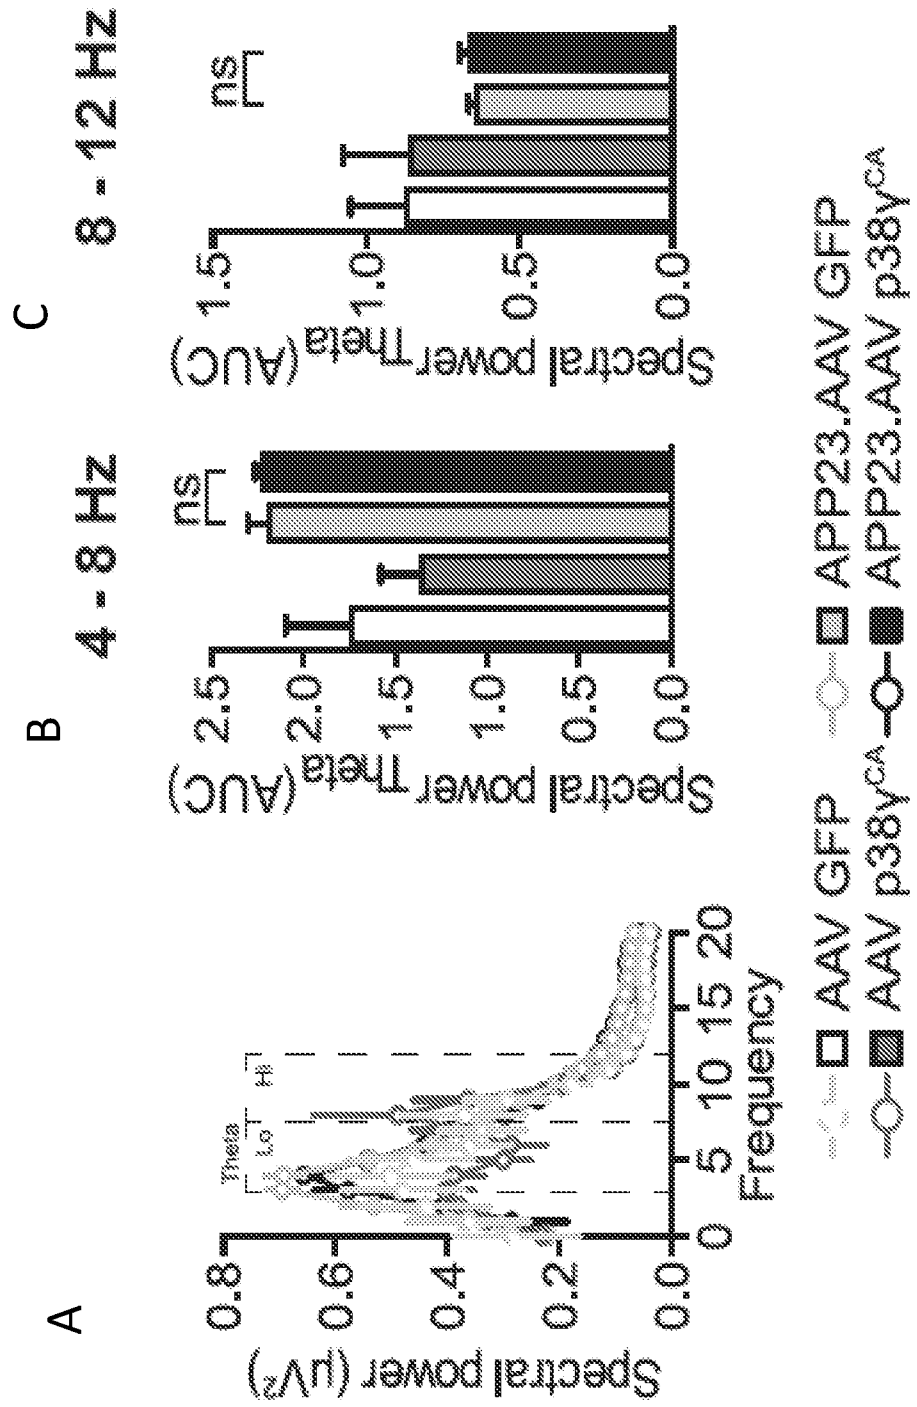 A
Spectral power (µV²)
0.8
0.6
0.4
0.2
0.0
Theta
Lo
Hi
0 5 10 15 20
Frequency
B
4 - 8 Hz
Spectral power
Theta (AUC)
2.5
2.0
1.5
1.0
0.5
0.0
ns
C
8 - 12 Hz
Spectral power
Theta (AUC)
1.5
1.0
0.5
0.0
ns
AAV GFP
APP23.AAV GFP
AAV p38γCA
APP23.AAV p38γCA